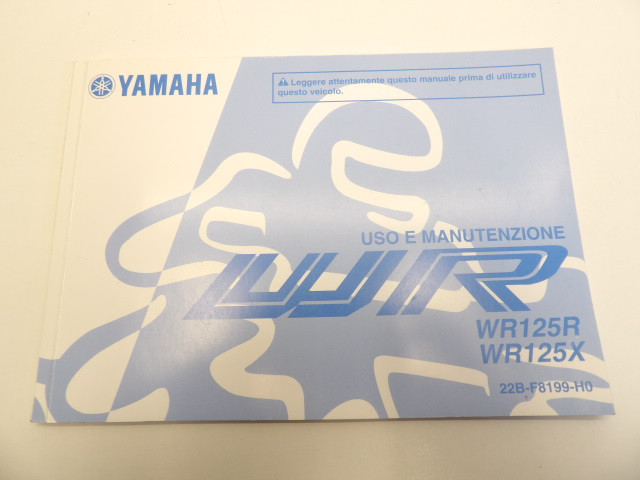 YAMAHA
⚠ Leggere attentamente questo manuale prima di utilizzare
questo veicolo.
USO E MANUTENZIONE
WR
WR125R
WR125X
22B-F8199-H0